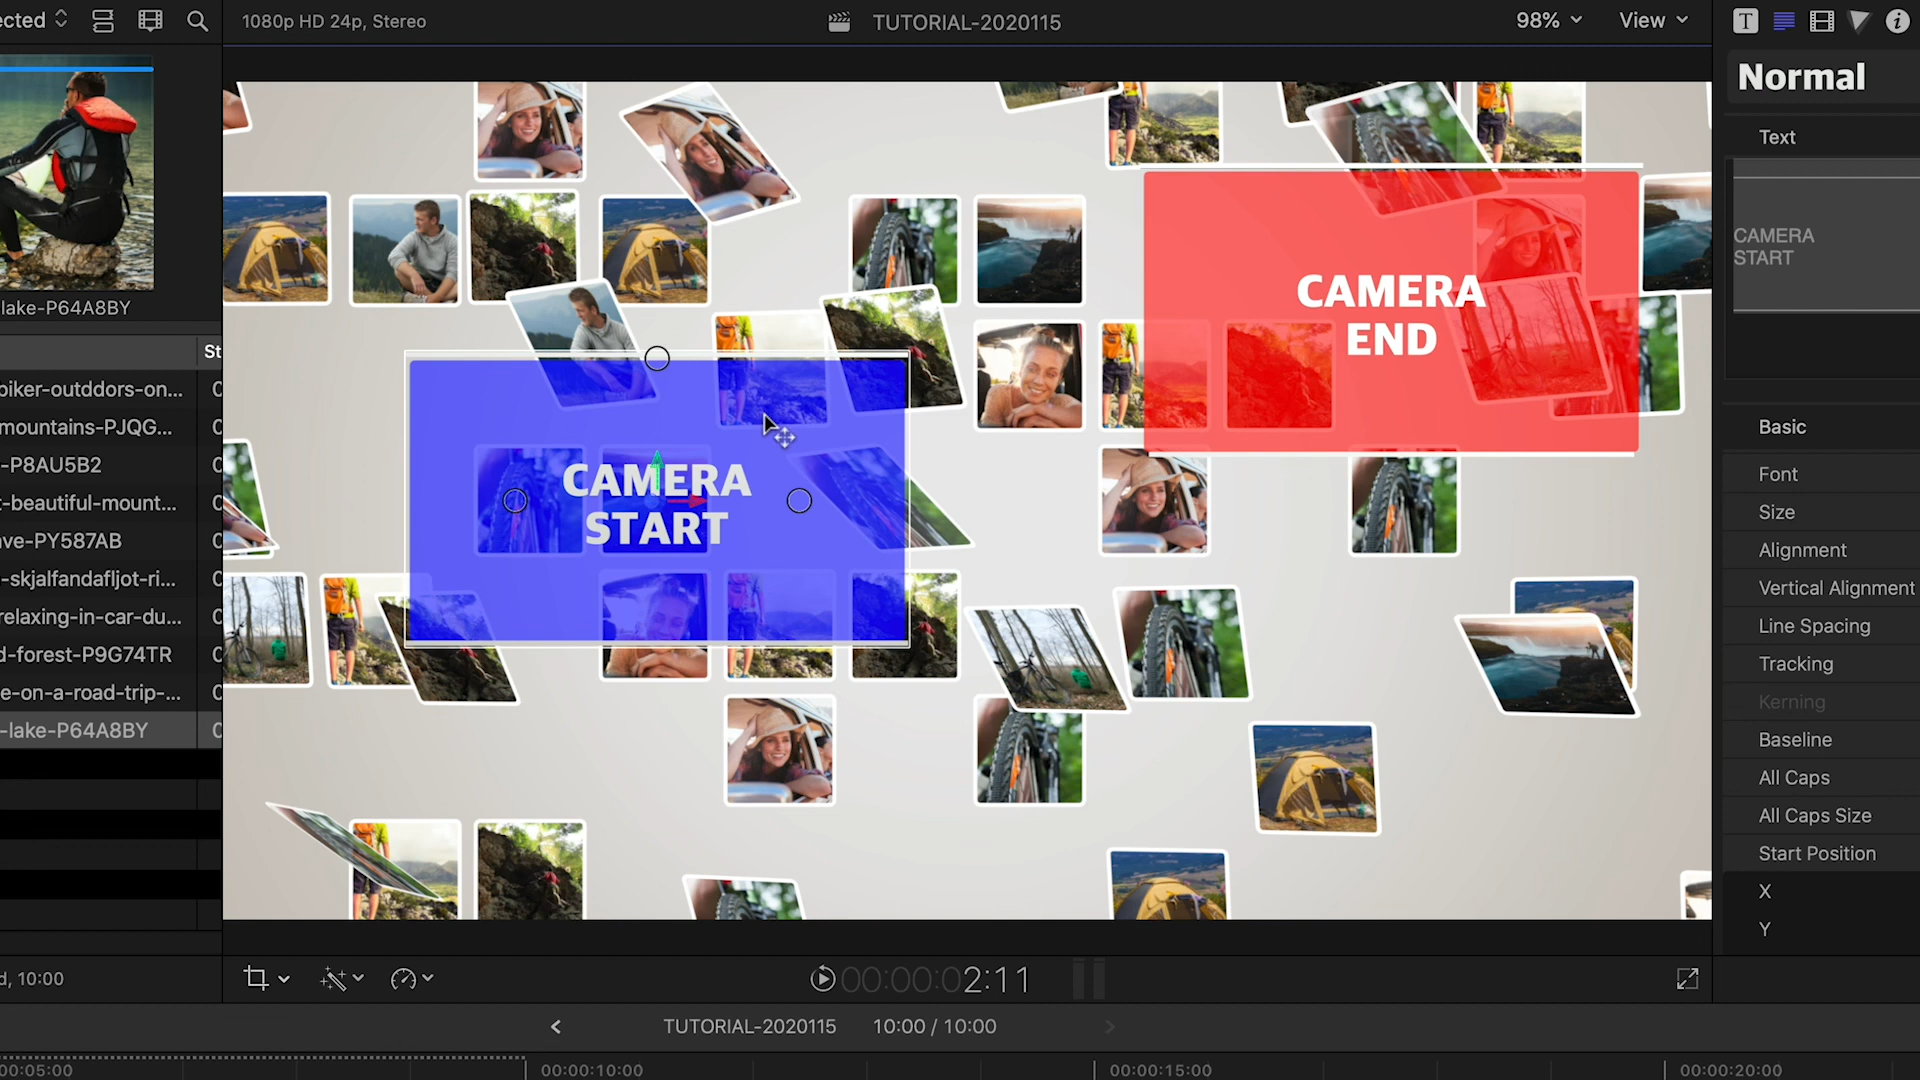 ected
1080p HD 24p, Stereo
TUTORIAL-2020115
98%
View
Normal
Text
CAMERA
START
lake-P64A8BY
St
biker-outddors-on...
mountains-PJQG...
-P8AU5B2
t-beautiful-mount...
ave-PY587AB
-skjalfandafljot-ri...
relaxing-in-car-du...
d-forest-P9G74TR
e-on-a-road-trip-...
-lake-P64A8BY
CAMERA
END
CAMERA
START
Basic
Font
Size
Alignment
Vertical Alignment
Line Spacing
Tracking
Kerning
Baseline
All Caps
All Caps Size
Start Position
X
Y
d, 10:00
00:00:02:11
TUTORIAL-2020115
10:00 / 10:00
00:05:00
00:00:10:00
00:00:15:00
00:00:20:00